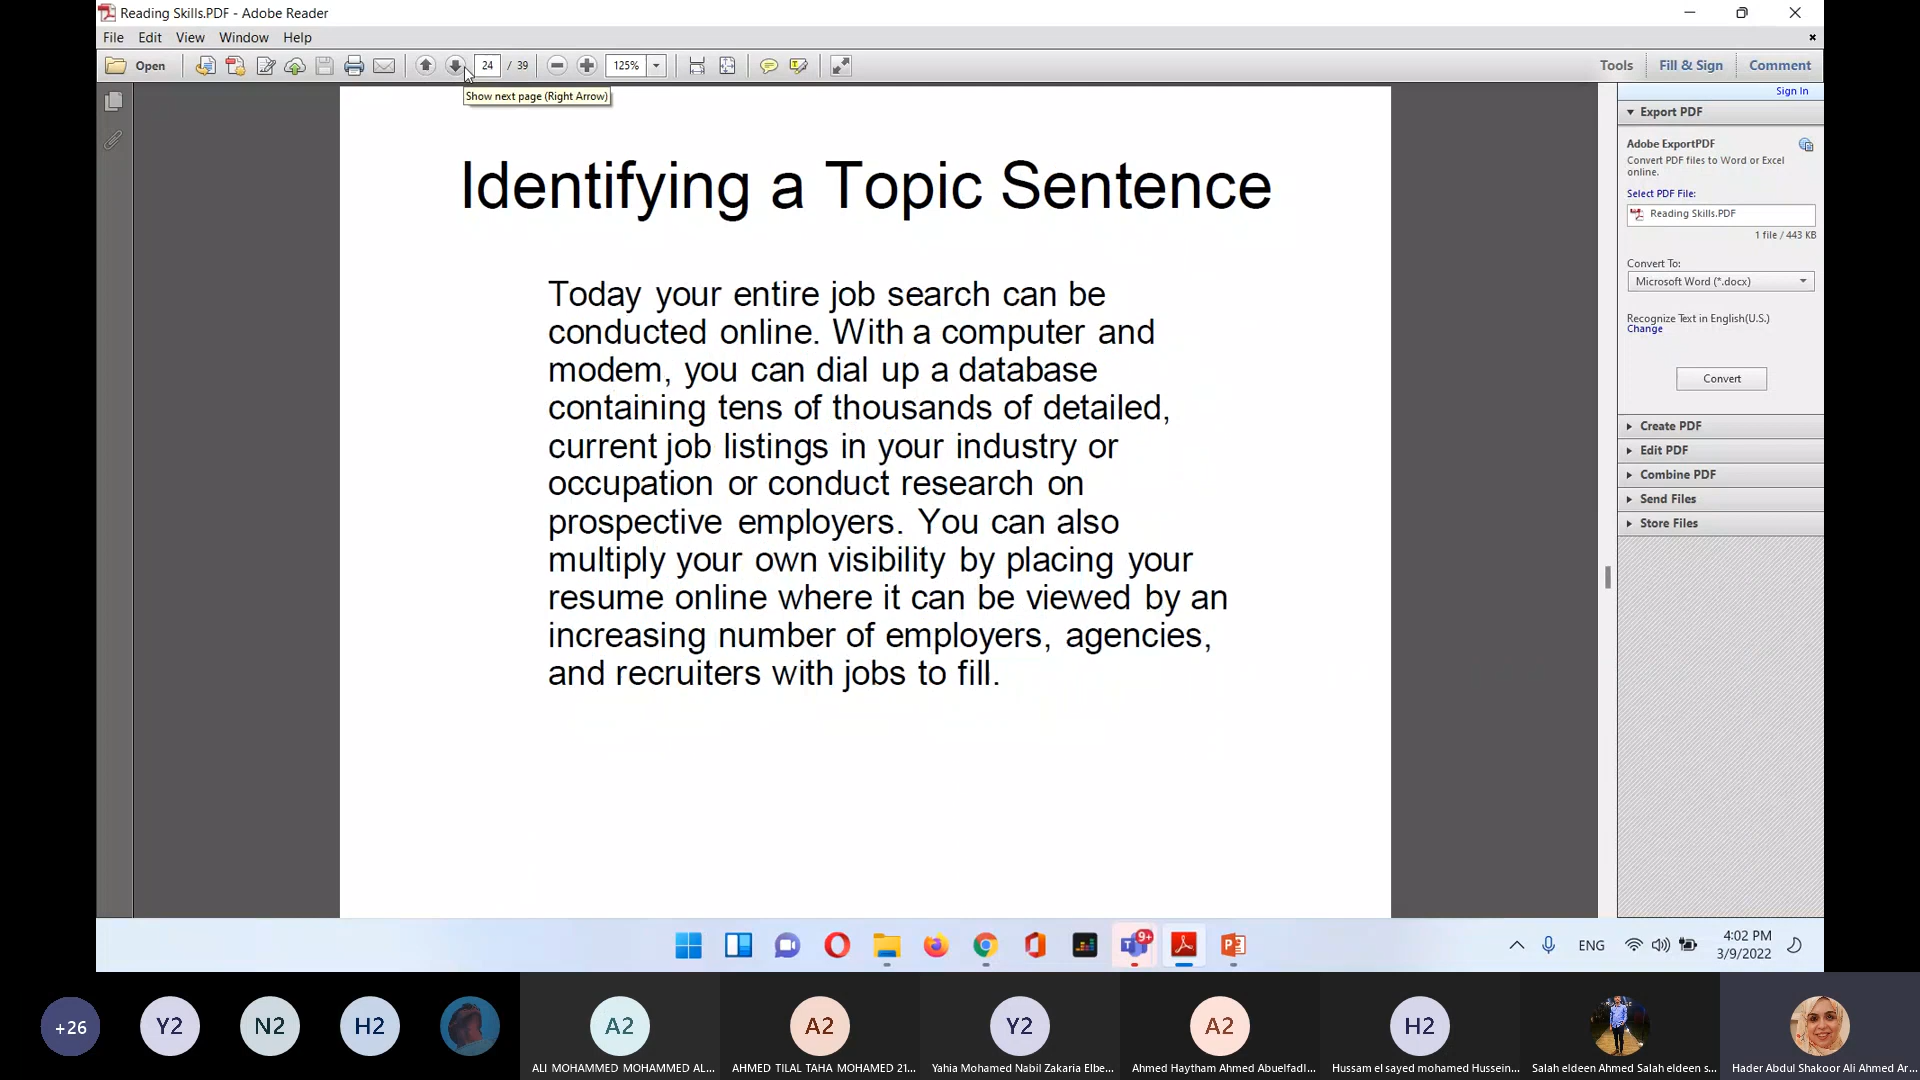 Reading Skills.PDF - Adobe Reader
File Edit View Window Help
Open 24 / 39 125% Tools Fill & Sign Comment
Show next page (Right Arrow)
Sign In
Export PDF
Adobe ExportPDF
Convert PDF files to Word or Excel
online.
Select PDF File:
Reading Skills.PDF
1 file / 443 KB
Convert To:
Microsoft Word (*.docx)
Recognize Text in English(U.S.)
Change
Convert
Create PDF
Edit PDF
Combine PDF
Send Files
Store Files
Identifying a Topic Sentence
Today your entire job search can be
conducted online. With a computer and
modem, you can dial up a database
containing tens of thousands of detailed,
current job listings in your industry or
occupation or conduct research on
prospective employers. You can also
multiply your own visibility by placing your
resume online where it can be viewed by an
increasing number of employers, agencies,
and recruiters with jobs to fill.
9+
ENG
4:02 PM
3/9/2022
+26 Y2 N2 H2 A2 A2 Y2 A2 H2
ALI MOHAMMED MOHAMMED AL... AHMED TILAL TAHA MOHAMED 21... Yahia Mohamed Nabil Zakaria Elbe... Ahmed Haytham Ahmed Abuelfadl... Hussam el sayed mohamed Hussein... Salah eldeen Ahmed Salah eldeen s... Hader Abdul Shakoor Ali Ahmed Ar...